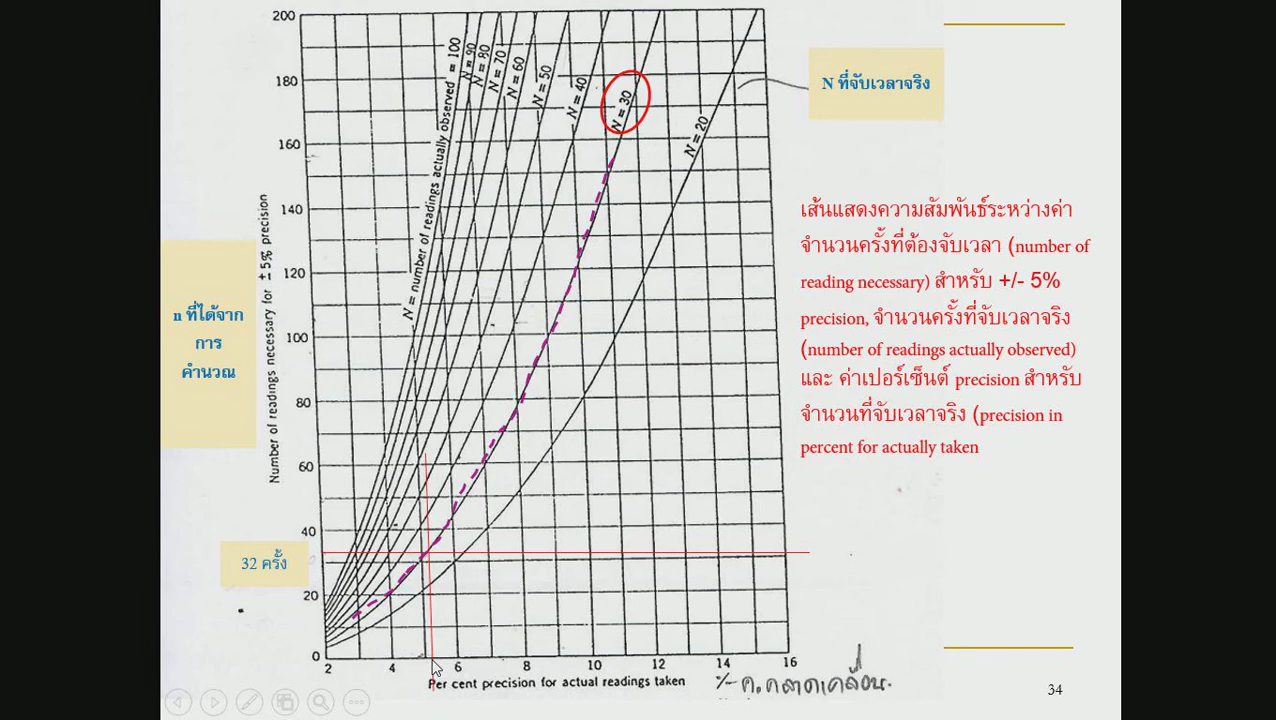 200
180
160
140
120
100
80
60
40
20
0
2
4
6
8
10
12
14
16
Number of readings necessary for ± 5% precision
Per cent precision for actual readings taken
N = number of readings actually observed = 100
N = 90
N = 80
N = 70
N = 60
N = 50
N = 40
N = 30
N = 20
N ที่จับเวลาจริง
n ที่ได้จาก
การ
คำนวณ
32 ครั้ง
เส้นแสดงความสัมพันธ์ระหว่างค่า
จำนวนครั้งที่ต้องจับเวลา (number of
reading necessary) สำหรับ +/- 5%
precision, จำนวนครั้งที่จับเวลาจริง
(number of readings actually observed)
และ ค่าเปอร์เซ็นต์ precision สำหรับ
จำนวนที่จับเวลาจริง (precision in
percent for actually taken
34